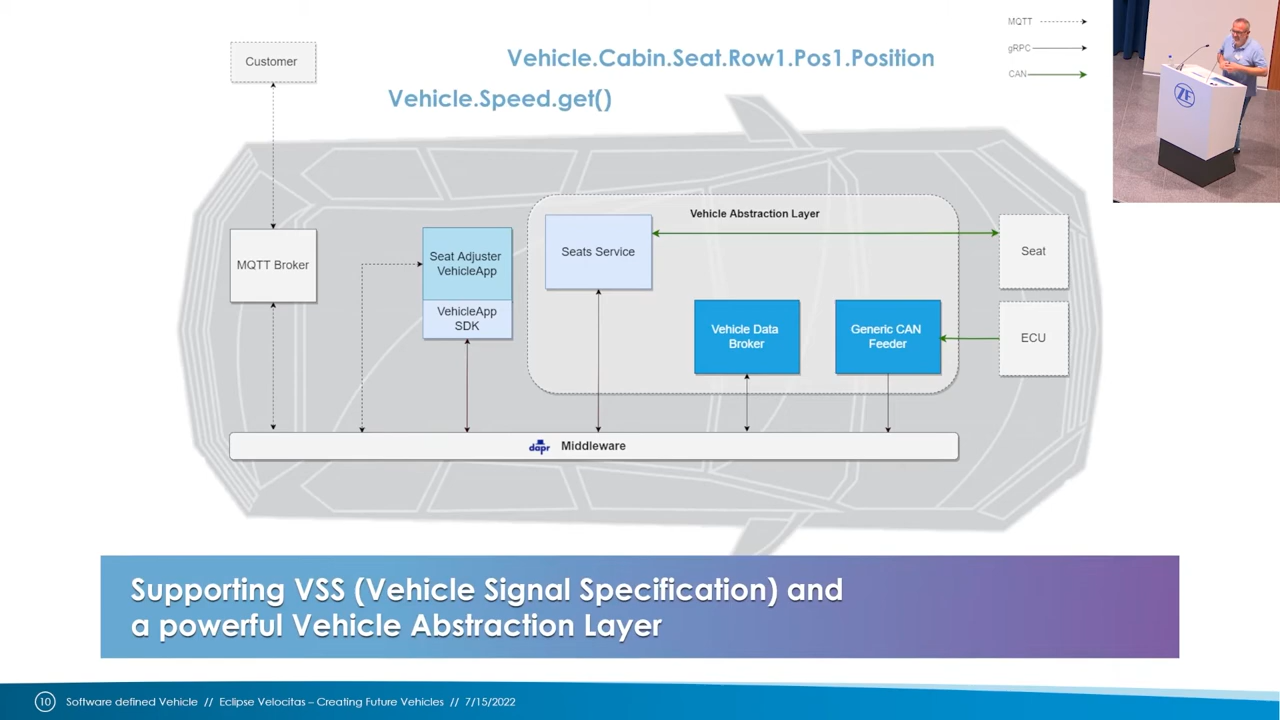 MQTT
gRPC
CAN
Customer
Vehicle.Cabin.Seat.Row1.Pos1.Position
Vehicle.Speed.get()
ZF
Vehicle Abstraction Layer
MQTT Broker
Seat Adjuster
VehicleApp
VehicleApp
SDK
Seats Service
Seat
Vehicle Data
Broker
Generic CAN
Feeder
ECU
dapr
Middleware
Supporting VSS (Vehicle Signal Specification) and
a powerful Vehicle Abstraction Layer
10 Software defined Vehicle // Eclipse Velocitas – Creating Future Vehicles // 7/15/2022